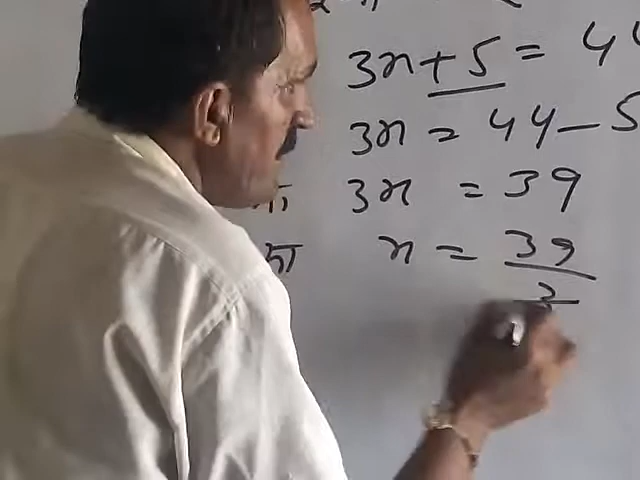 3x + 5 = 44
3x = 44 - 5
3x = 39
x = 39
3